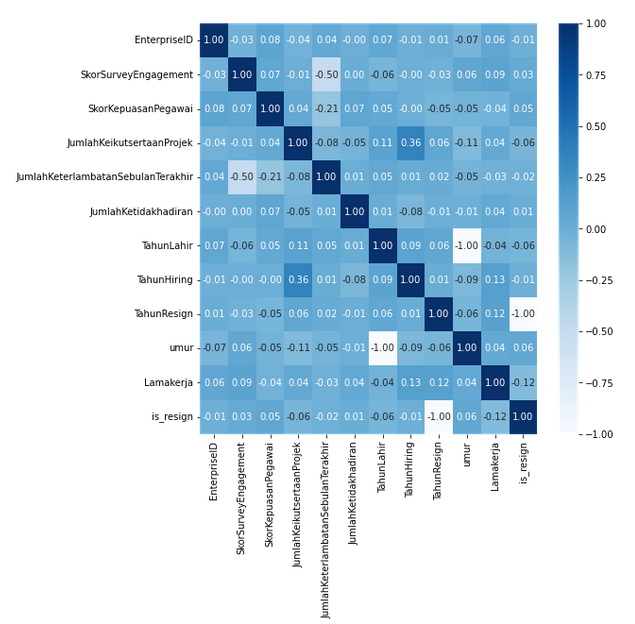 EnterpriseID 1.00 -0.03 0.08 -0.04 0.04 -0.00 0.07 -0.01 0.01 -0.07 0.06 -0.01
SkorSurveyEngagement -0.03 1.00 0.07 -0.01 -0.50 0.00 -0.06 -0.00 -0.03 0.06 0.09 0.03
SkorKepuasanPegawai 0.08 0.07 1.00 0.04 -0.21 0.07 0.05 -0.00 -0.05 -0.05 -0.04 0.05
JumlahKeikutsertaanProjek -0.04 -0.01 0.04 1.00 -0.08 -0.05 0.11 0.36 0.06 -0.11 0.04 -0.06
JumlahKeterlambatanSebulanTerakhir 0.04 -0.50 -0.21 -0.08 1.00 0.01 0.05 0.01 0.02 -0.05 -0.03 -0.02
JumlahKetidakhadiran -0.00 0.00 0.07 -0.05 0.01 1.00 0.01 -0.08 -0.01 -0.01 0.04 0.01
TahunLahir 0.07 -0.06 0.05 0.11 0.05 0.01 1.00 0.09 0.06 -1.00 -0.04 -0.06
TahunHiring -0.01 -0.00 -0.00 0.36 0.01 -0.08 0.09 1.00 0.01 -0.09 0.13 -0.01
TahunResign 0.01 -0.03 -0.05 0.06 0.02 -0.01 0.06 0.01 1.00 -0.06 0.12 -1.00
umur -0.07 0.06 -0.05 -0.11 -0.05 -0.01 -1.00 -0.09 -0.06 1.00 0.04 0.06
Lamakerja 0.06 0.09 -0.04 0.04 -0.03 0.04 -0.04 0.13 0.12 0.04 1.00 -0.12
is_resign -0.01 0.03 0.05 -0.06 -0.02 0.01 -0.06 -0.01 -1.00 0.06 -0.12 1.00
EnterpriseID
SkorSurveyEngagement
SkorKepuasanPegawai
JumlahKeikutsertaanProjek
JumlahKeterlambatanSebulanTerakhir
JumlahKetidakhadiran
TahunLahir
TahunHiring
TahunResign
umur
Lamakerja
is_resign
1.00
0.75
0.50
0.25
0.00
−0.25
−0.50
−0.75
−1.00